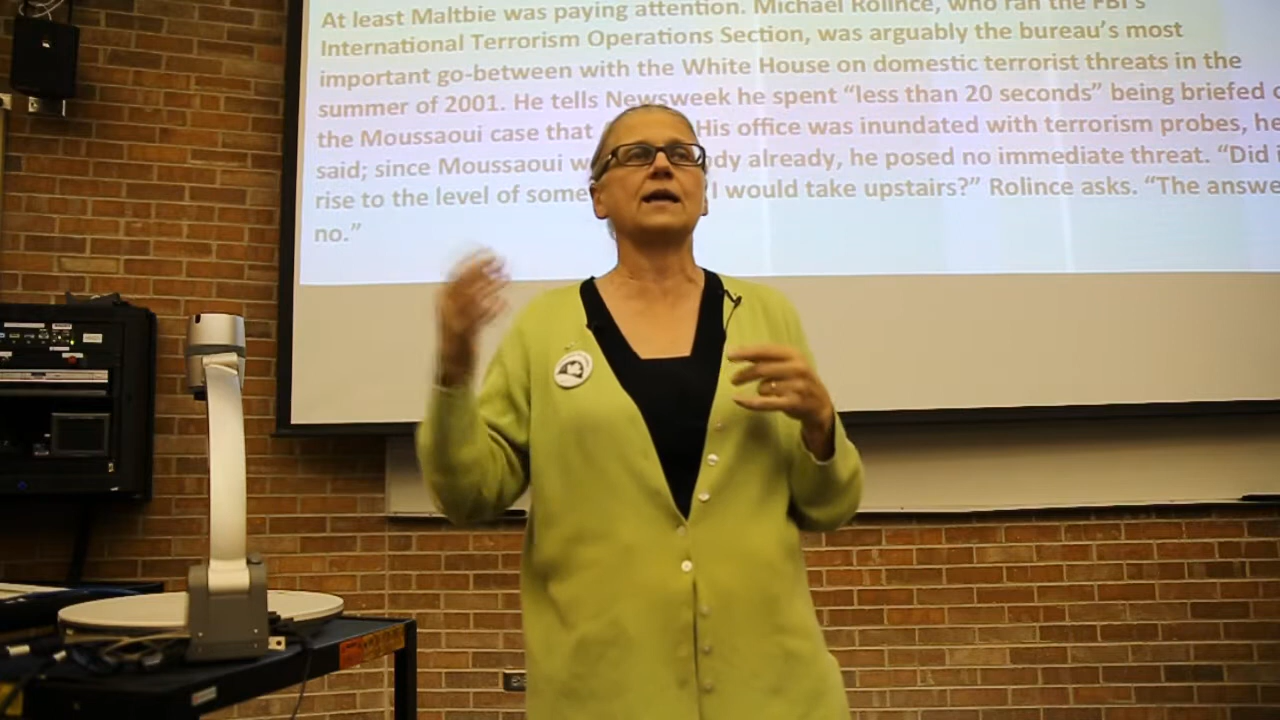 At least Maltbie was paying attention. Michael Rolince, who ran the FBI's
International Terrorism Operations Section, was arguably the bureau's most
important go-between with the White House on domestic terrorist threats in the
summer of 2001. He tells Newsweek he spent “less than 20 seconds” being briefed
the Moussaoui case that His office was inundated with terrorism probes, he
said; since Moussaoui already, he posed no immediate threat. “Did
rise to the level of some I would take upstairs?” Rolince asks. “The
no.”